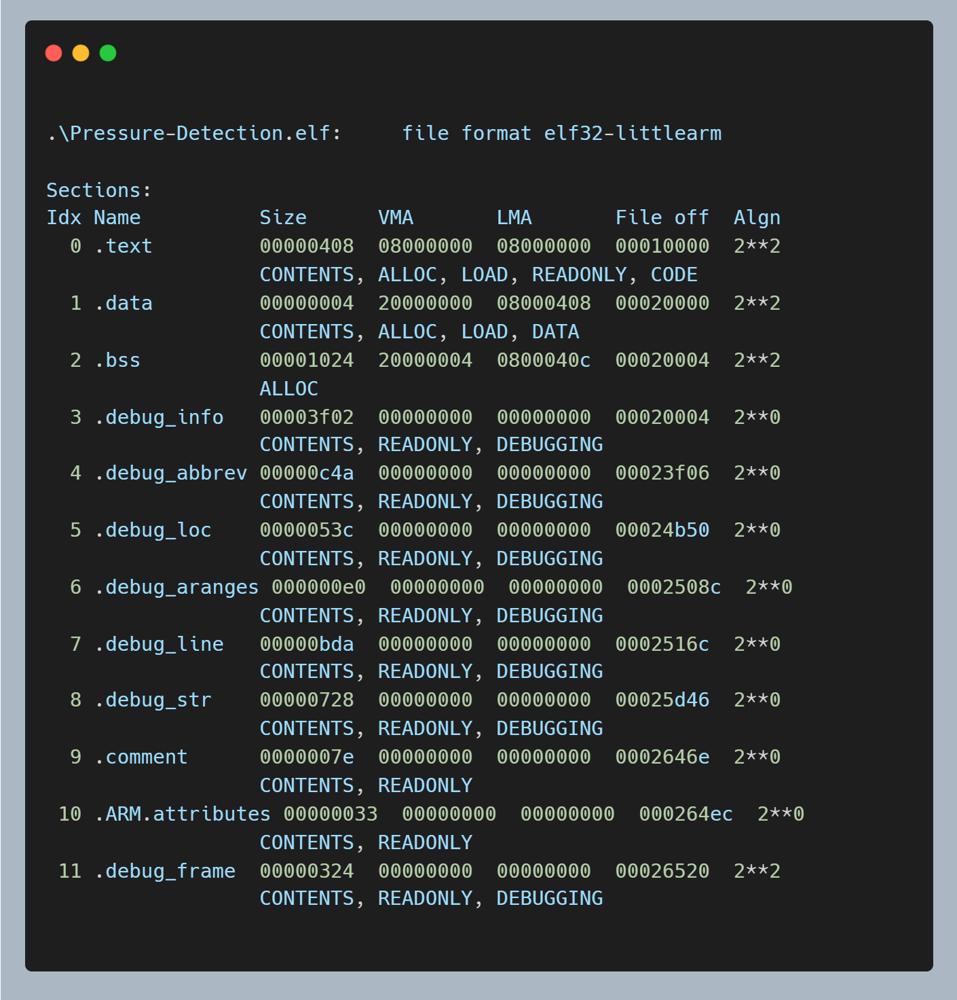 .\Pressure-Detection.elf:     file format elf32-littlearm
Sections:
Idx Name          Size      VMA       LMA       File off  Algn
  0 .text         00000408  08000000  08000000  00010000  2**2
                  CONTENTS, ALLOC, LOAD, READONLY, CODE
  1 .data         00000004  20000000  08000408  00020000  2**2
                  CONTENTS, ALLOC, LOAD, DATA
  2 .bss          00001024  20000004  0800040c  00020004  2**2
                  ALLOC
  3 .debug_info   00003f02  00000000  00000000  00020004  2**0
                  CONTENTS, READONLY, DEBUGGING
  4 .debug_abbrev 00000c4a  00000000  00000000  00023f06  2**0
                  CONTENTS, READONLY, DEBUGGING
  5 .debug_loc    0000053c  00000000  00000000  00024b50  2**0
                  CONTENTS, READONLY, DEBUGGING
  6 .debug_aranges 000000e0  00000000  00000000  0002508c  2**0
                  CONTENTS, READONLY, DEBUGGING
  7 .debug_line   00000bda  00000000  00000000  0002516c  2**0
                  CONTENTS, READONLY, DEBUGGING
  8 .debug_str    00000728  00000000  00000000  00025d46  2**0
                  CONTENTS, READONLY, DEBUGGING
  9 .comment      0000007e  00000000  00000000  0002646e  2**0
                  CONTENTS, READONLY
 10 .ARM.attributes 00000033  00000000  00000000  000264ec  2**0
                  CONTENTS, READONLY
 11 .debug_frame  00000324  00000000  00000000  00026520  2**2
                  CONTENTS, READONLY, DEBUGGING